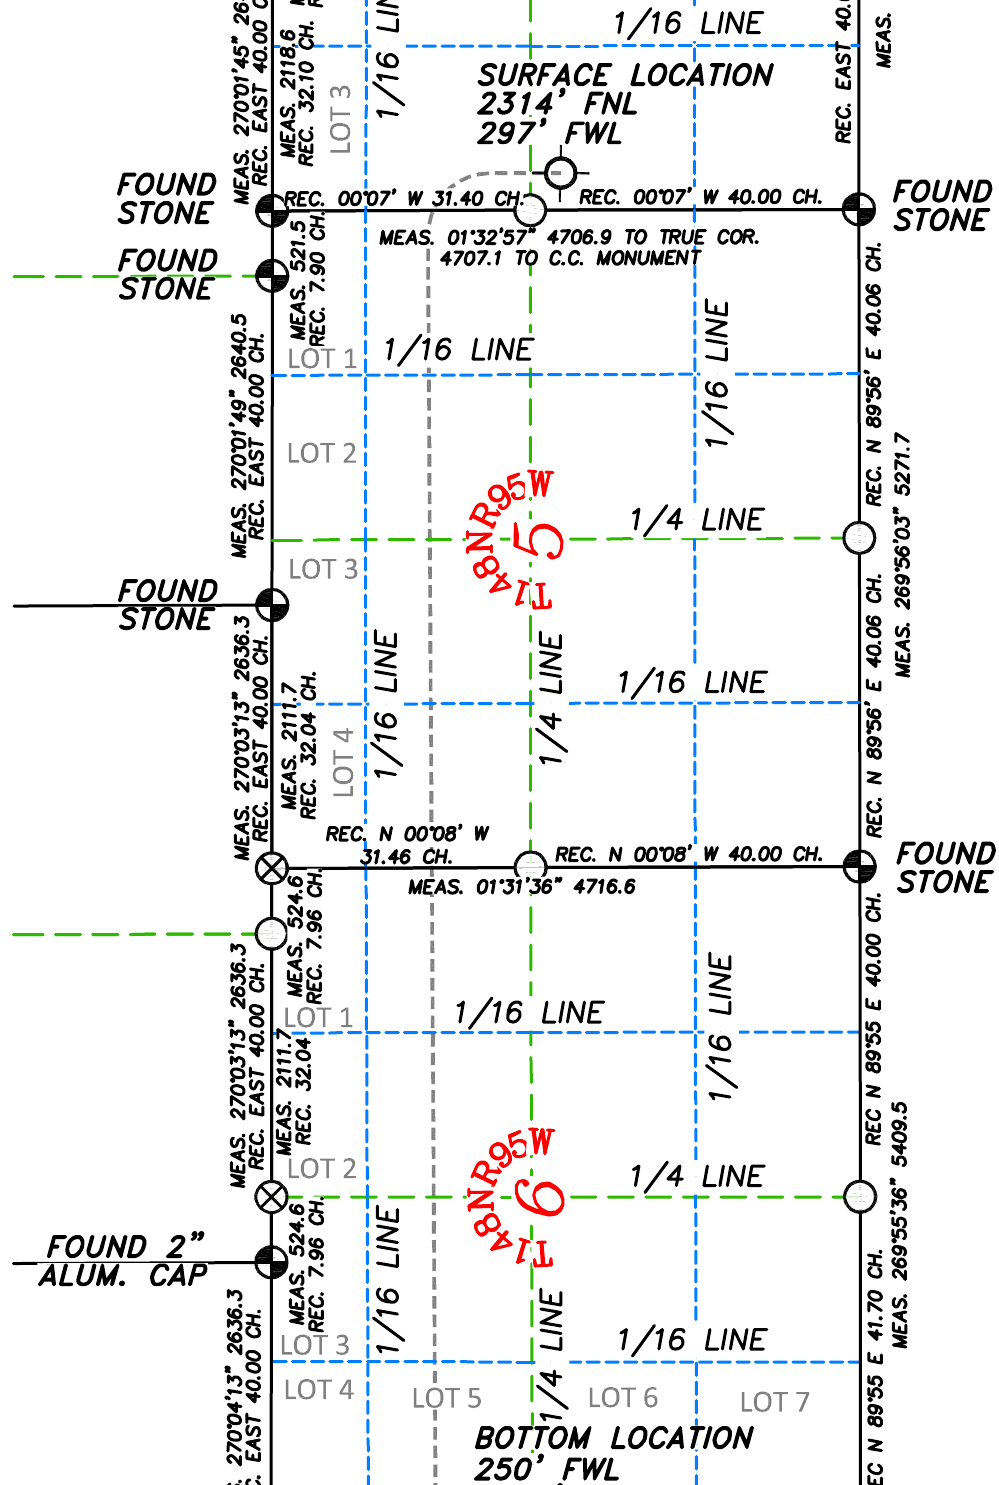 1/16 LINE
1/16 LIN
MEAS. 270°01'45" 26
REC. EAST 40.00 C
MEAS. 2118.6
REC. 32.10 CH.
LOT 3
SURFACE LOCATION
2314' FNL
297' FWL
REC. EAST 40.0
MEAS.
FOUND
STONE
REC. 00°07' W 31.40 CH.
REC. 00°07' W 40.00 CH.
FOUND
STONE
MEAS. 01°32'57" 4706.9 TO TRUE COR.
4707.1 TO C.C. MONUMENT
FOUND
STONE
MEAS. 521.5
REC. 7.90 CH.
LOT 1
1/16 LINE
1/16 LINE
MEAS. 270°01'49" 2640.5
REC. EAST 40.00 CH.
REC. N 89°56' E 40.06 CH.
LOT 2
T148NR95W
5
1/4 LINE
MEAS. 269°56'03" 5271.7
LOT 3
FOUND
STONE
MEAS. 270°03'13" 2636.3
REC. EAST 40.00 CH.
MEAS. 2111.7
REC. 32.04 CH.
LOT 4
1/16 LINE
1/4 LINE
1/16 LINE
REC. N 89°56' E 40.06 CH.
REC. N 00°08' W
31.46 CH.
REC. N 00°08' W 40.00 CH.
MEAS. 01°31'36" 4716.6
FOUND
STONE
MEAS. 524.6
REC. 7.96 CH.
LOT 1
1/16 LINE
1/16 LINE
MEAS. 270°03'13" 2636.3
REC. EAST 40.00 CH.
MEAS. 2111.7
REC. 32.04
REC N 89°55 E 40.00 CH.
LOT 2
T148NR95W
6
1/4 LINE
MEAS. 269°55'36" 5409.5
FOUND 2"
ALUM. CAP
MEAS. 524.6
REC. 7.96 CH.
1/16 LINE
LOT 3
1/4 LINE
1/16 LINE
270°04'13" 2636.3
EAST 40.00 CH.
LOT 4
LOT 5
LOT 6
LOT 7
EC N 89°55 E 41.70 CH.
BOTTOM LOCATION
250' FWL